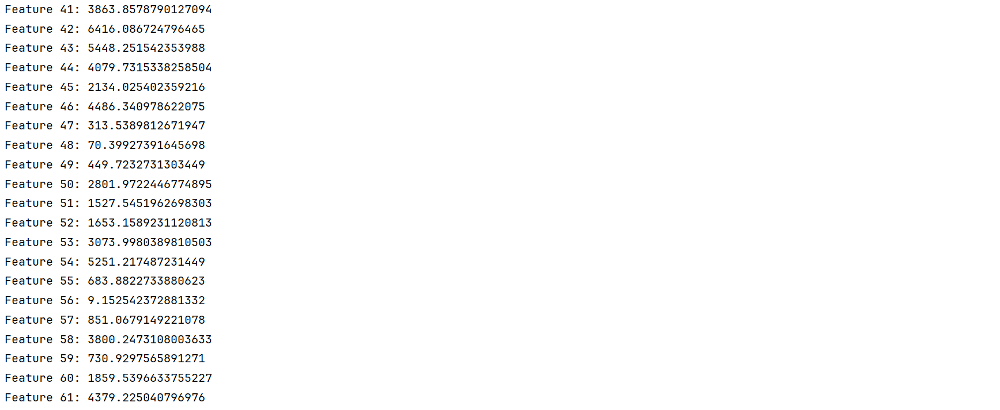 Feature 41: 3863.8578790127094
Feature 42: 6416.086724796465
Feature 43: 5448.251542353988
Feature 44: 4079.7315338258504
Feature 45: 2134.025402359216
Feature 46: 4486.340978622075
Feature 47: 313.5389812671947
Feature 48: 70.39927391645698
Feature 49: 449.7232731303449
Feature 50: 2801.9722446774895
Feature 51: 1527.5451962698303
Feature 52: 1653.1589231120813
Feature 53: 3073.9980389810503
Feature 54: 5251.217487231449
Feature 55: 683.8822733880623
Feature 56: 9.152542372881332
Feature 57: 851.0679149221078
Feature 58: 3800.2473108003633
Feature 59: 730.9297565891271
Feature 60: 1859.5396633755227
Feature 61: 4379.225040796976